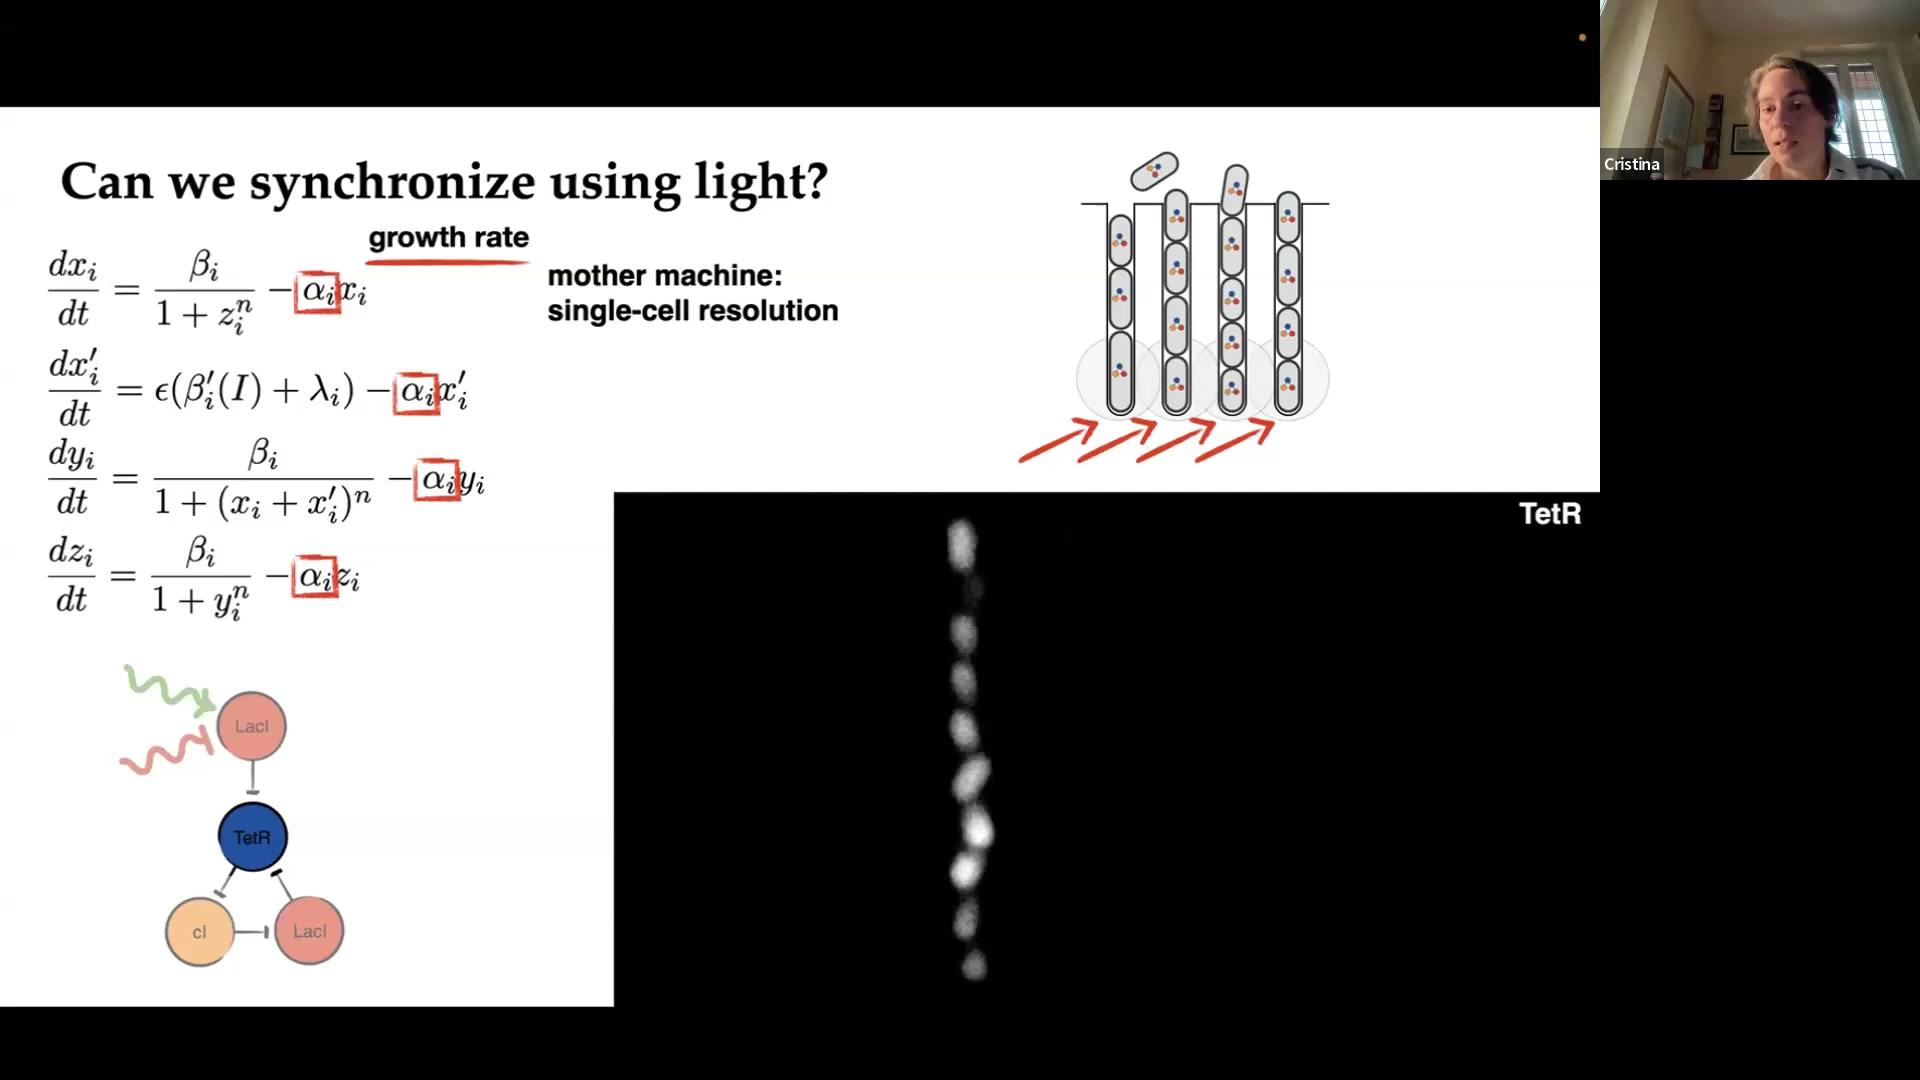 Cristina
Can we synchronize using light?
growth rate
mother machine:
single-cell resolution
dx_i/dt = β_i/(1 + z_i^n) − α_i x_i
dx′_i/dt = ϵ(β′_i(I) + λ_i) − α_i x′_i
dy_i/dt = β_i/(1 + (x_i + x′_i)^n) − α_i y_i
dz_i/dt = β_i/(1 + y_i^n) − α_i z_i
TetR
LacI
TetR
cI
LacI